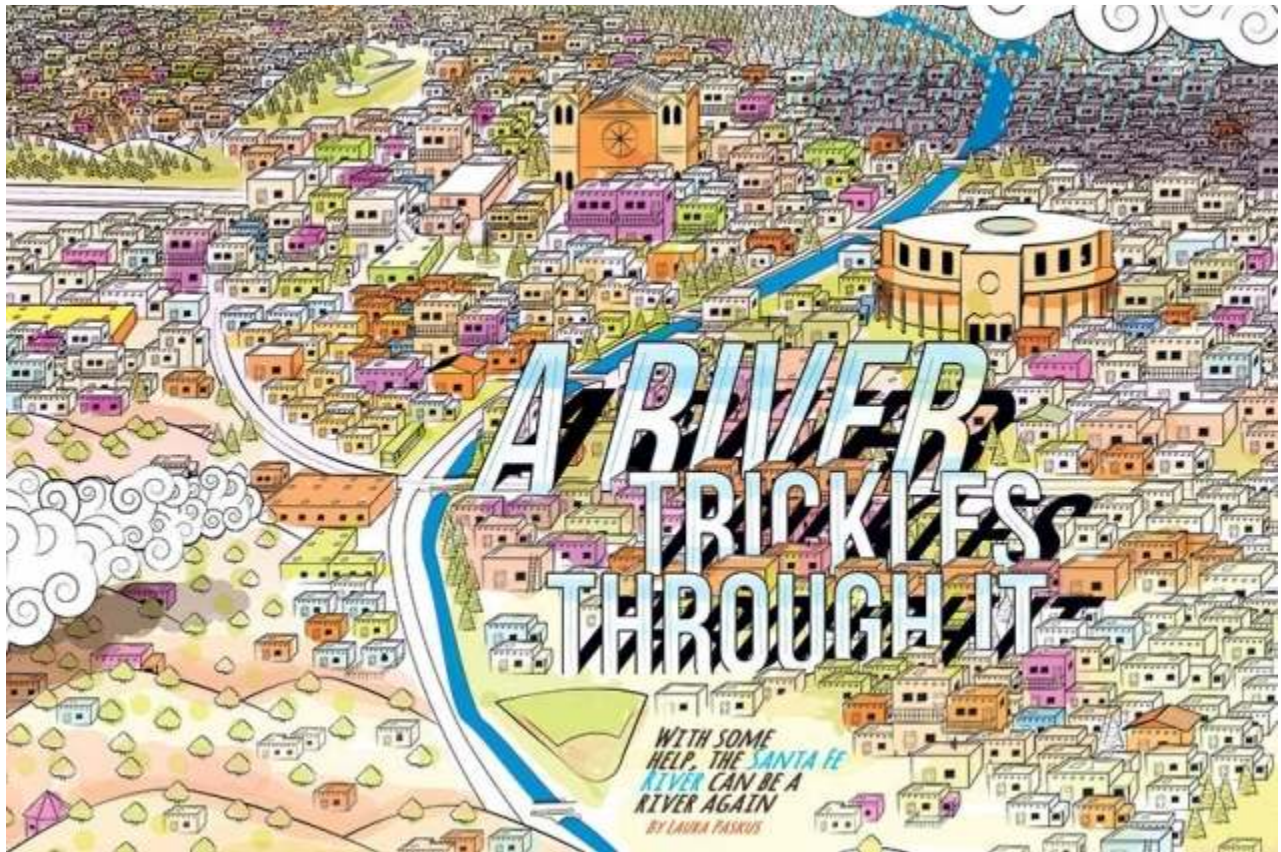 A RIVER
TRICKLES
THROUGH IT
WITH SOME
HELP, THE SANTA FE
RIVER CAN BE A
RIVER AGAIN
BY LAURA PASKUS